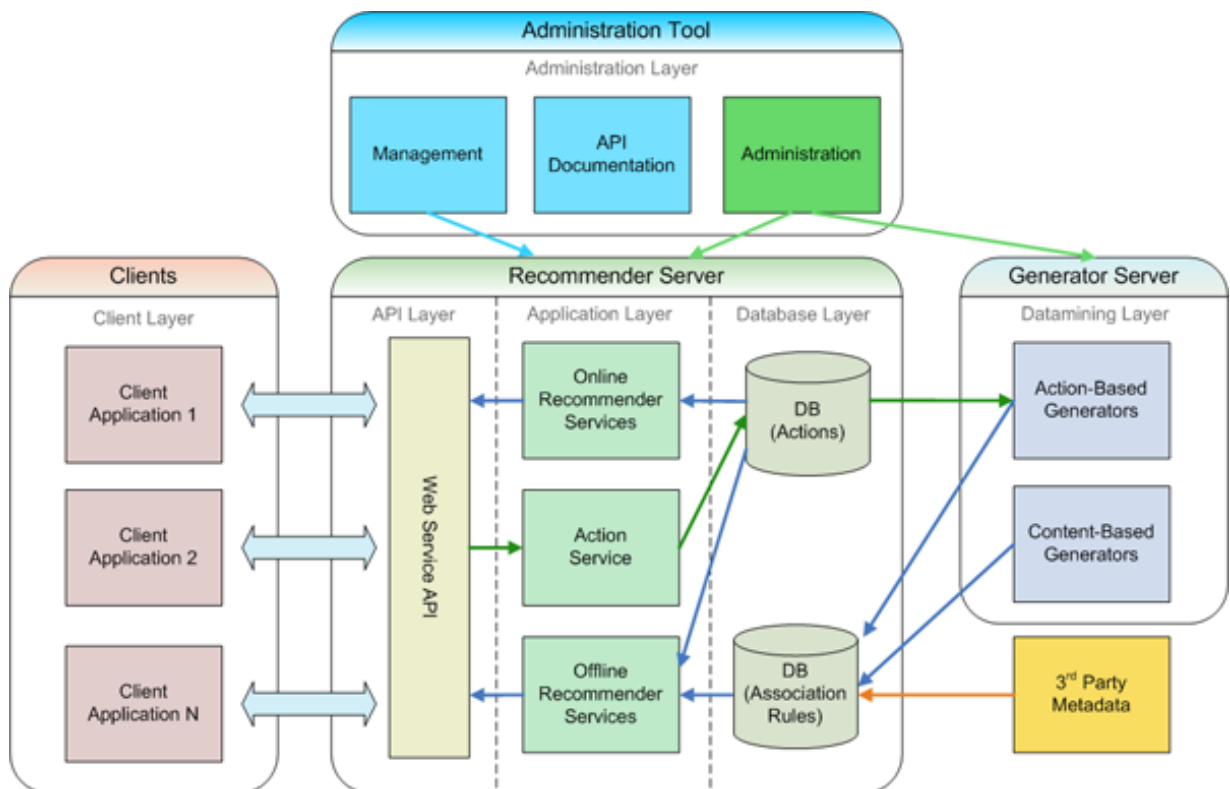 Administration Tool
Administration Layer
Management
API
Documentation
Administration
Clients
Client Layer
Client
Application 1
Client
Application 2
Client
Application N
Recommender Server
API Layer
Application Layer
Database Layer
Web Service API
Online
Recommender
Services
Action
Service
Offline
Recommender
Services
DB
(Actions)
DB
(Association
Rules)
Generator Server
Datamining Layer
Action-Based
Generators
Content-Based
Generators
3rd Party
Metadata